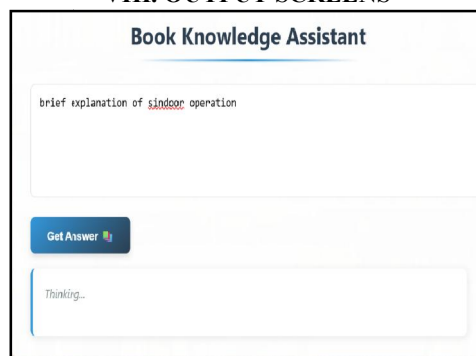 VIII. OUTPUT SCREENS
Book Knowledge Assistant
brief explanation of sindoor operation
Get Answer
Thinking...